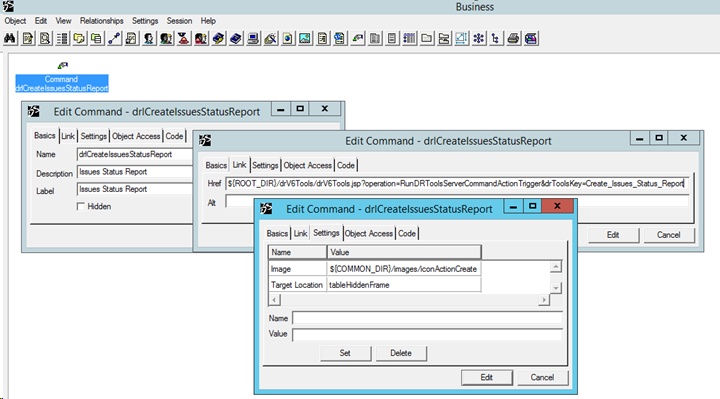 Business
Object Edit View Relationships Settings Session Help
Command
drlCreateIssuesStatusReport
Edit Command - drlCreateIssuesStatusReport
Basics Link Settings Object Access Code
Name drlCreateIssuesStatusReport
Description Issues Status Report
Label Issues Status Report
Hidden
Edit Command - drlCreateIssuesStatusReport
Basics Link Settings Object Access Code
Href ${ROOT_DIR}/drV6Tools/drV6Tools.jsp?operation=RunDRToolsServerCommandActionTrigger&drToolsKey=Create_Issues_Status_Report
Alt
Edit Cancel
Edit Command - drlCreateIssuesStatusReport
Basics Link Settings Object Access Code
Name Value
Image ${COMMON_DIR}/images/iconActionCreate
Target Location tableHiddenFrame
Name
Value
Set Delete
Edit Cancel